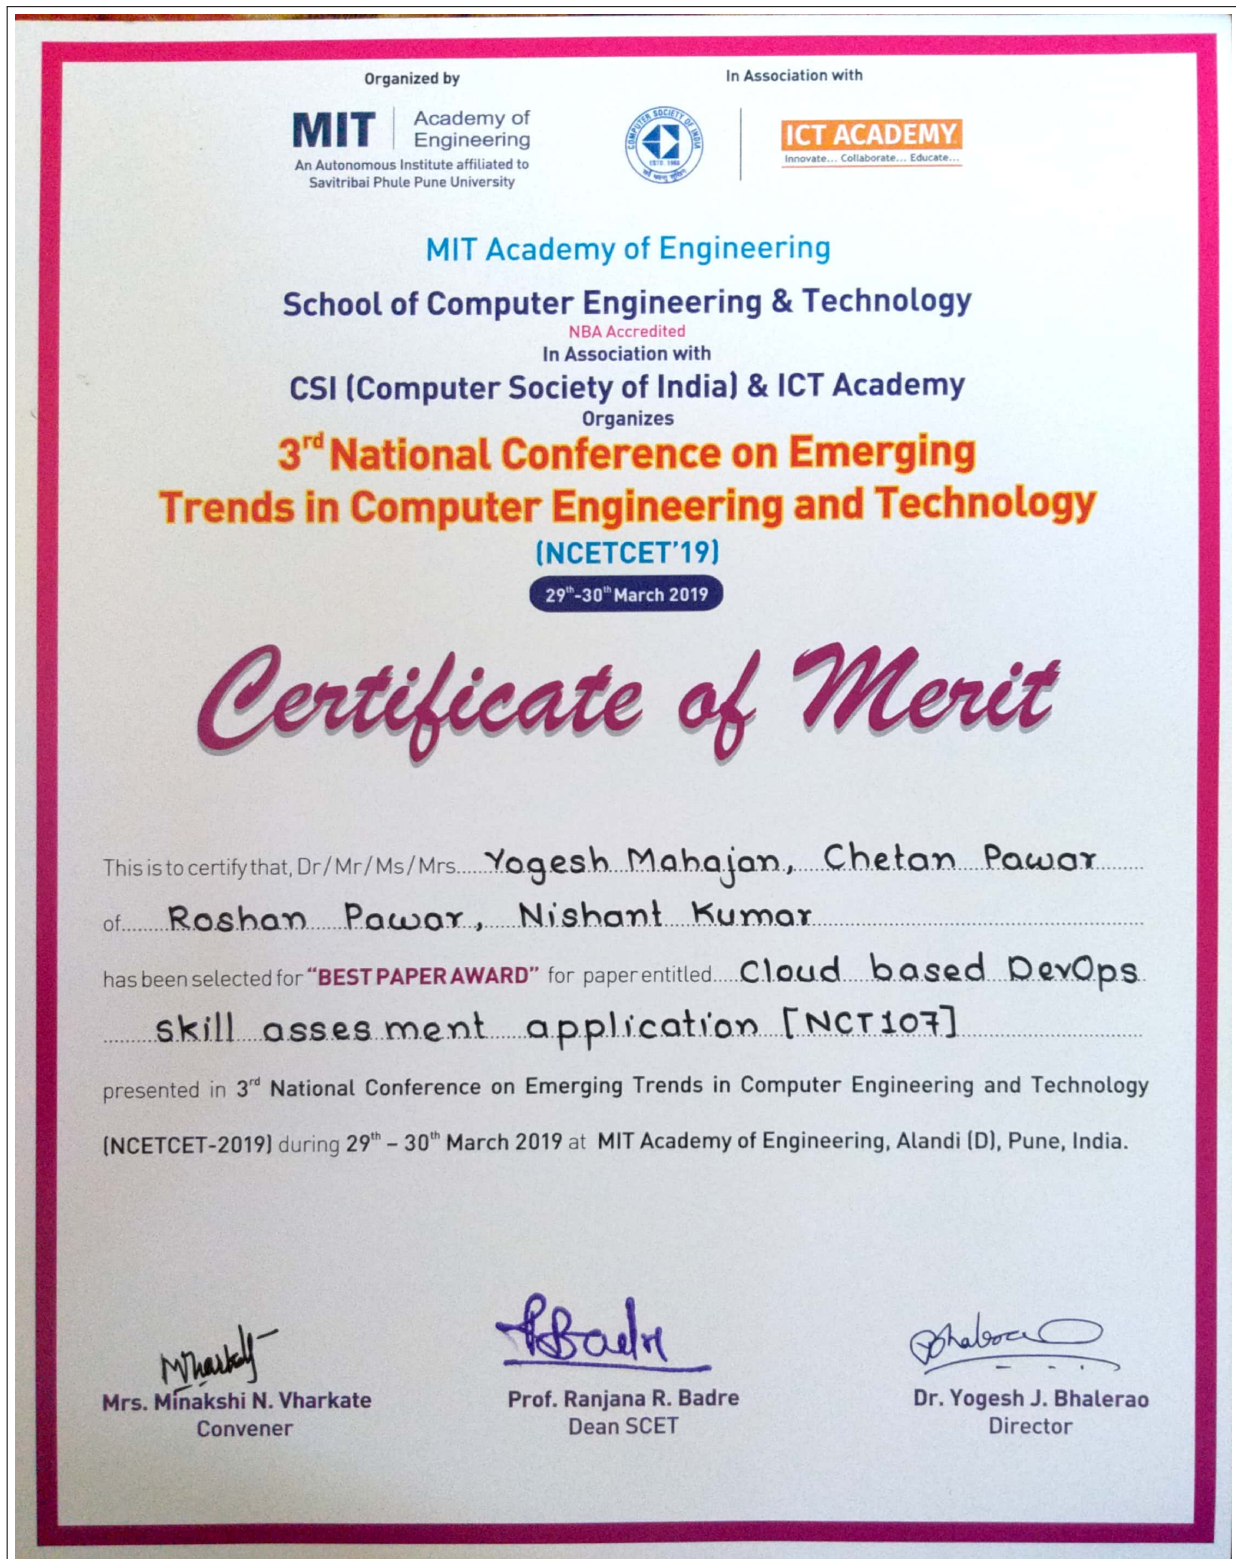 Organized by
In Association with
MIT
Academy of
Engineering
An Autonomous Institute affiliated to
Savitribai Phule Pune University
COMPUTER SOCIETY OF INDIA
ESTD 1965
ICT ACADEMY
Innovate... Collaborate... Educate...
MIT Academy of Engineering
School of Computer Engineering & Technology
NBA Accredited
In Association with
CSI (Computer Society of India) & ICT Academy
Organizes
3rd National Conference on Emerging
Trends in Computer Engineering and Technology
(NCETCET'19)
29th-30th March 2019
Certificate of Merit
This is to certify that, Dr/Mr/Ms/Mrs.... Yogesh Mahajan, Chetan Pawar
of........ Roshan Pawar, Nishant Kumar
has been selected for "BEST PAPER AWARD" for paper entitled.... Cloud based DevOps
skill assesment application [NCT107]
presented in 3rd National Conference on Emerging Trends in Computer Engineering and Technology
(NCETCET-2019) during 29th – 30th March 2019 at MIT Academy of Engineering, Alandi (D), Pune, India.
Mrs. Minakshi N. Vharkate
Convener
Prof. Ranjana R. Badre
Dean SCET
Dr. Yogesh J. Bhalerao
Director